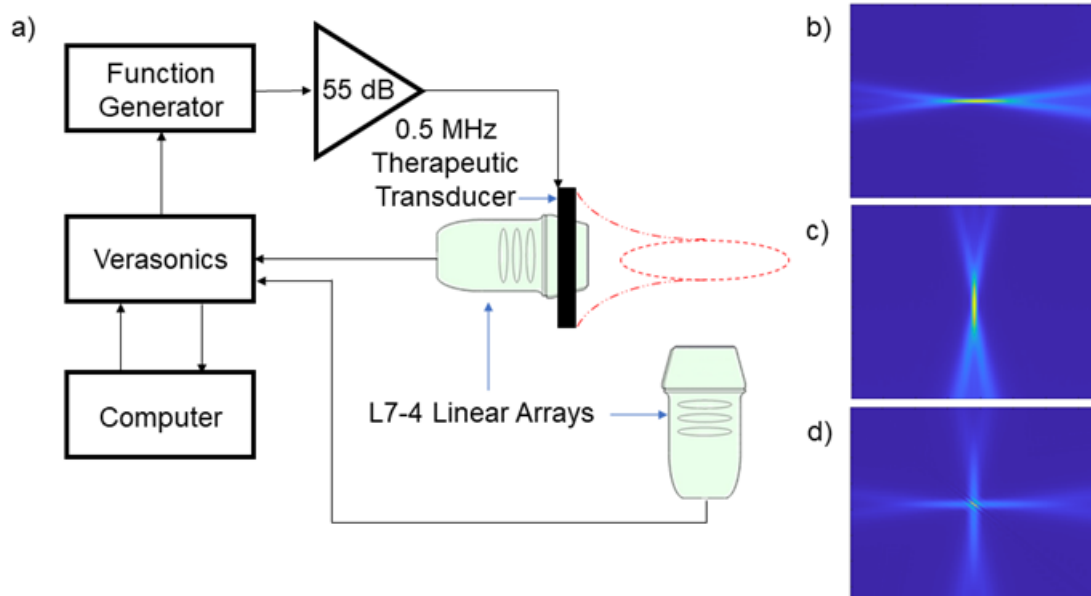 a)
Function
Generator
55 dB
0.5 MHz
Therapeutic
Transducer
Verasonics
Computer
L7-4 Linear Arrays
b)
c)
d)